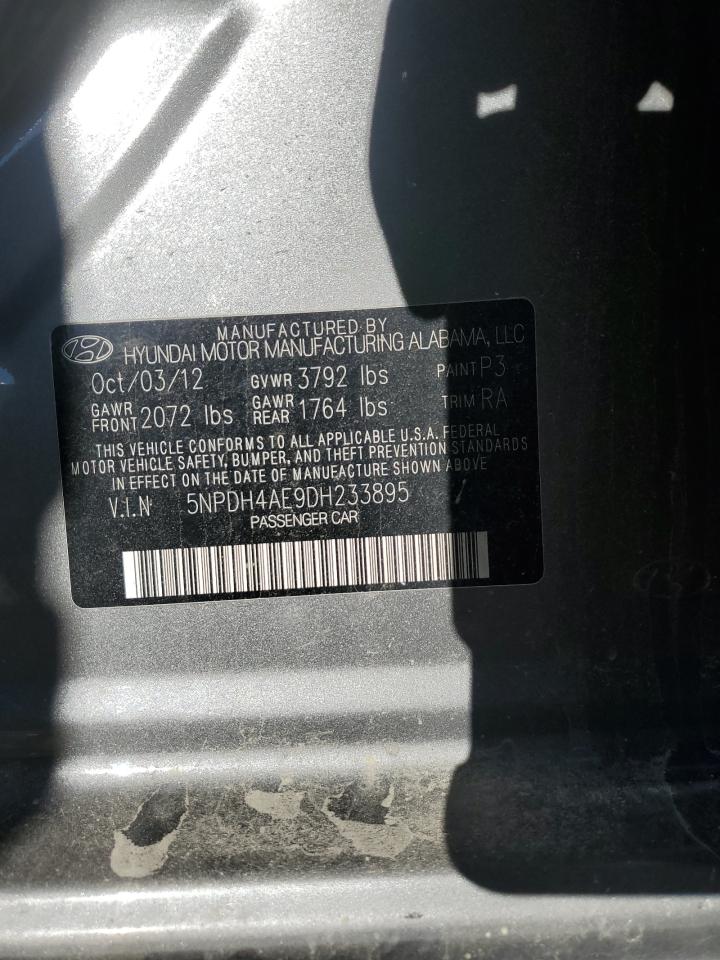 MANUFACTURED BY
HYUNDAI MOTOR MANUFACTURING ALABAMA, LLC
Oct/03/12 GVWR 3792 lbs PAINT P3
GAWR FRONT 2072 lbs GAWR REAR 1764 lbs TRIM RA
THIS VEHICLE CONFORMS TO ALL APPLICABLE U.S.A. FEDERAL
MOTOR VEHICLE SAFETY, BUMPER, AND THEFT PREVENTION STANDARDS
IN EFFECT ON THE DATE OF MANUFACTURE SHOWN ABOVE
V.I.N 5NPDH4AE9DH233895 /
PASSENGER CAR